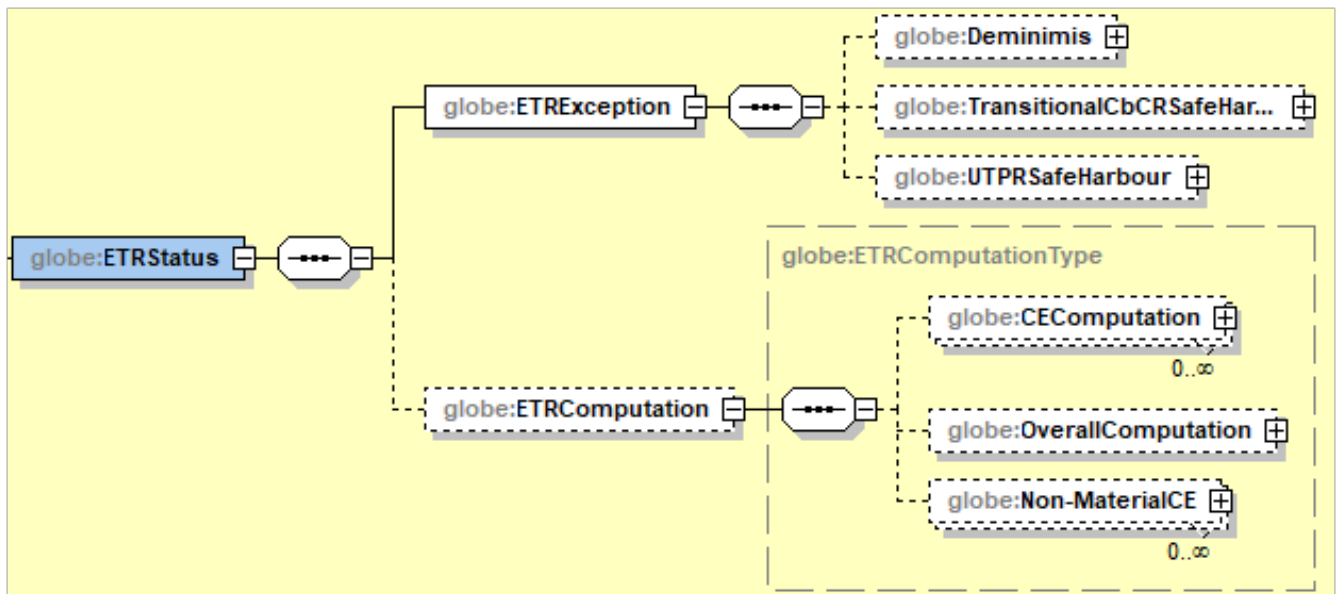 globe:Deminimis
globe:ETRException
globe:TransitionalCbCRSafeHar...
globe:UTPRSafeHarbour
globe:ETRStatus
globe:ETRComputationType
globe:CEComputation
0..∞
globe:ETRComputation
globe:OverallComputation
globe:Non-MaterialCE
0..∞